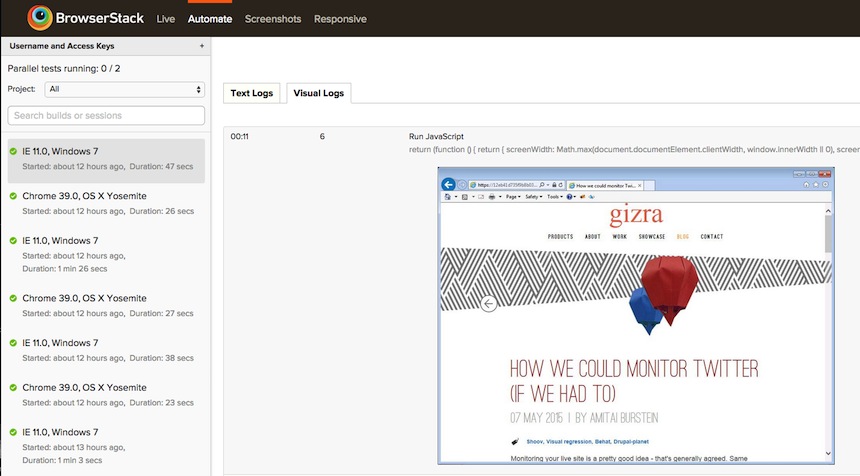 BrowserStack Live Automate Screenshots Responsive
Username and Access Keys +
Parallel tests running: 0 / 2
Project: All
Search builds or sessions
IE 11.0, Windows 7
Started: about 12 hours ago, Duration: 47 secs
Chrome 39.0, OS X Yosemite
Started: about 12 hours ago, Duration: 26 secs
IE 11.0, Windows 7
Started: about 12 hours ago,
Duration: 1 min 26 secs
Chrome 39.0, OS X Yosemite
Started: about 12 hours ago, Duration: 27 secs
IE 11.0, Windows 7
Started: about 12 hours ago, Duration: 38 secs
Chrome 39.0, OS X Yosemite
Started: about 12 hours ago, Duration: 23 secs
IE 11.0, Windows 7
Started: about 13 hours ago,
Duration: 1 min 3 secs
Text Logs Visual Logs
00:11 6 Run JavaScript
return (function () { return { screenWidth: Math.max(document.documentElement.clientWidth, window.innerWidth || 0), screen
How we could monitor Twi...
Page Safety Tools
gizra
PRODUCTS ABOUT WORK SHOWCASE BLOG CONTACT
HOW WE COULD MONITOR TWITTER
(IF WE HAD TO)
07 MAY 2015 | BY AMITAI BURSTEIN
Shoov, Visual regression, Behat, Drupal-planet
Monitoring your live site is a pretty good idea - that's generally agreed. Same